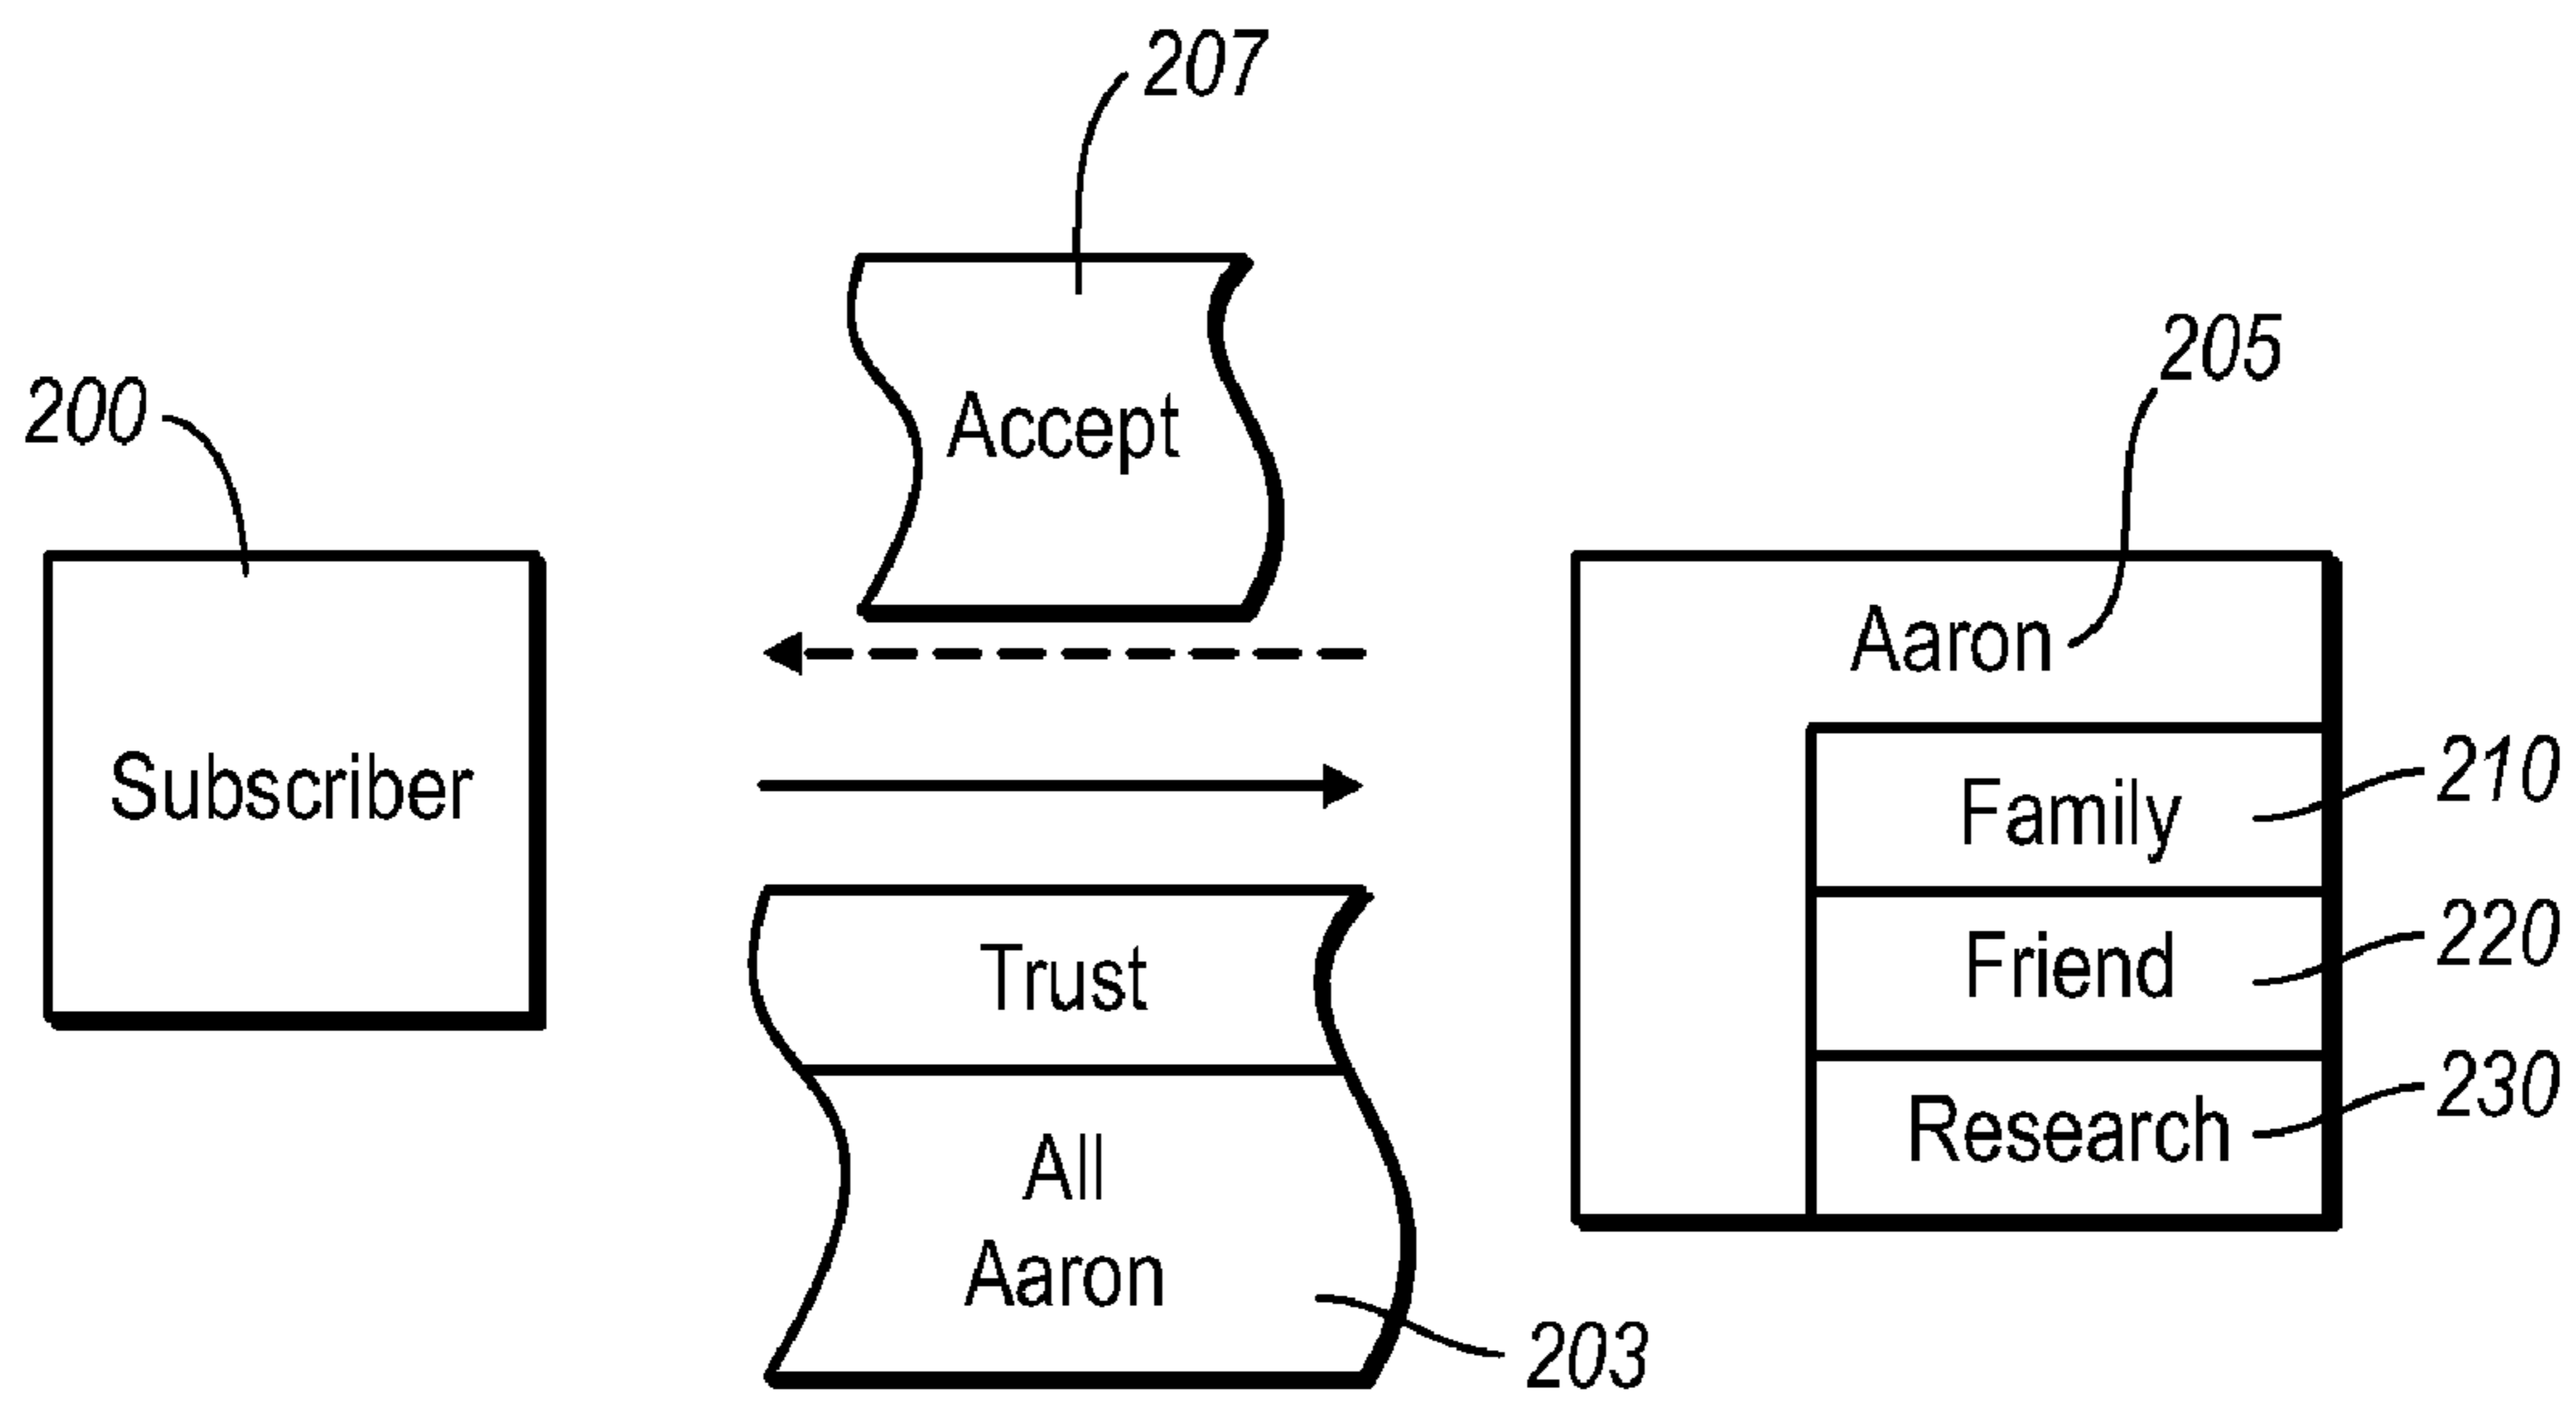 207
Accept
200
205
Subscriber
Aaron
Family
210
Friend
220
Research
230
Trust
All
Aaron
203